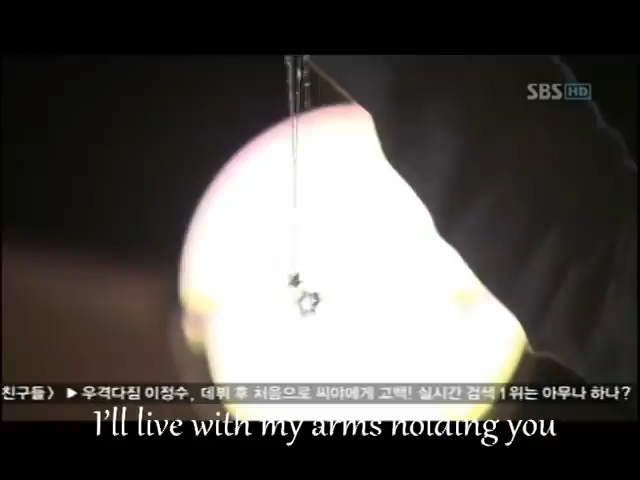 SBS HD
친구들〉 ▶ 우격다짐 이정수, 데뷔 후 처음으로 씨야에게 고백! 실시간 검색 1위는 아무나 하나?
I'll live with my arms holding you